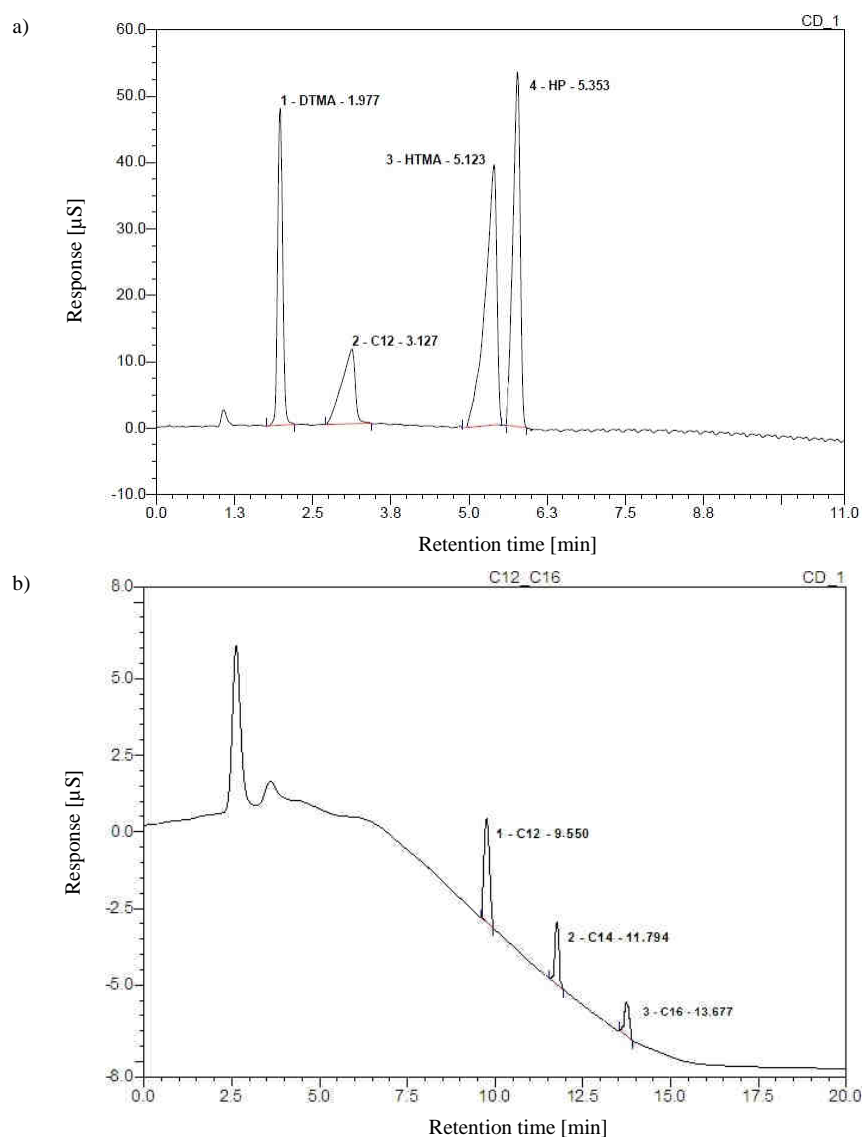 a)
CD_1
60.0
50.0
40.0
30.0
20.0
10.0
0.0
-10.0
Response [µS]
1 - DTMA - 1.977
2 - C12 - 3.127
3 - HTMA - 5.123
4 - HP - 5.353
0.0 1.3 2.5 3.8 5.0 6.3 7.5 8.8 11.0
Retention time [min]
b)
C12_C16 CD_1
8.0
5.0
2.5
0.0
-2.5
-5.0
-8.0
Response [µS]
1 - C12 - 9.550
2 - C14 - 11.794
3 - C16 - 13.677
0.0 2.5 5.0 7.5 10.0 12.5 15.0 17.5 20.0
Retention time [min]